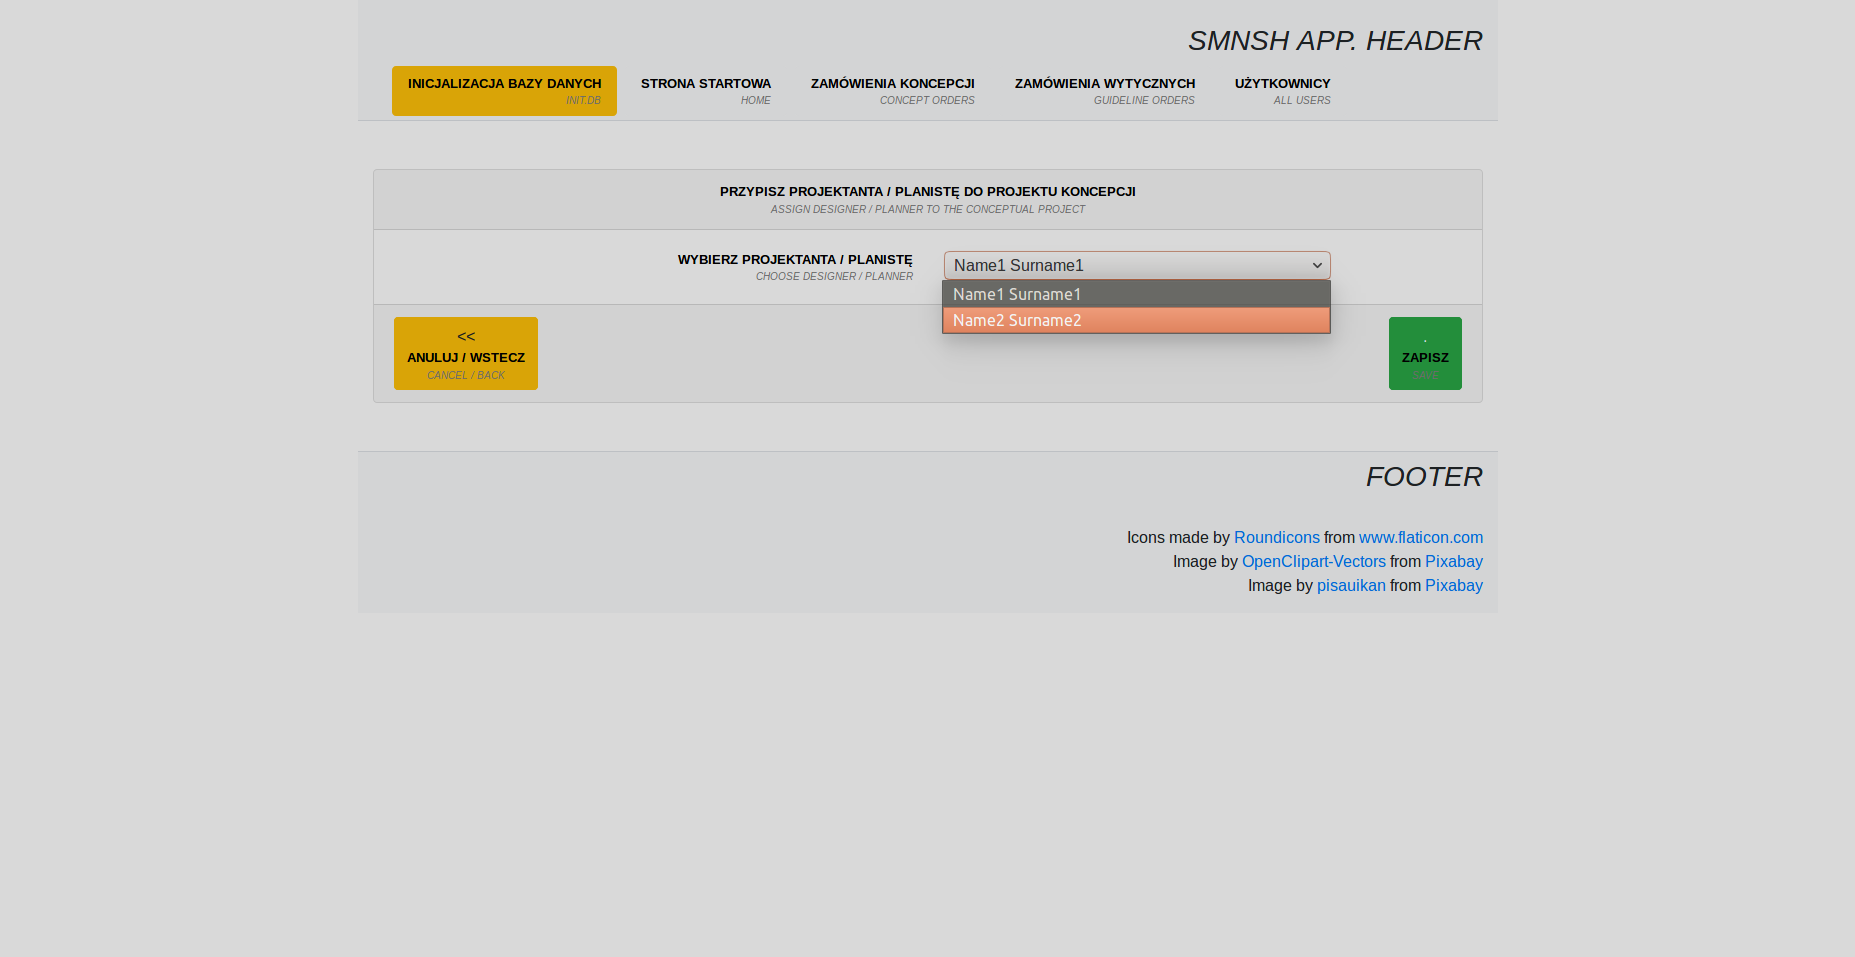 SMNSH APP. HEADER
INICJALIZACJA BAZY DANYCH
INIT.DB
STRONA STARTOWA
HOME
ZAMÓWIENIA KONCEPCJI
CONCEPT ORDERS
ZAMÓWIENIA WYTYCZNYCH
GUIDELINE ORDERS
UŻYTKOWNICY
ALL USERS
PRZYPISZ PROJEKTANTA / PLANISTĘ DO PROJEKTU KONCEPCJI
ASSIGN DESIGNER / PLANNER TO THE CONCEPTUAL PROJECT
WYBIERZ PROJEKTANTA / PLANISTĘ
CHOOSE DESIGNER / PLANNER
Name1 Surname1
Name1 Surname1
Name2 Surname2
<<
ANULUJ / WSTECZ
CANCEL / BACK
.
ZAPISZ
SAVE
FOOTER
Icons made by Roundicons from www.flaticon.com
Image by OpenClipart-Vectors from Pixabay
Image by pisauikan from Pixabay